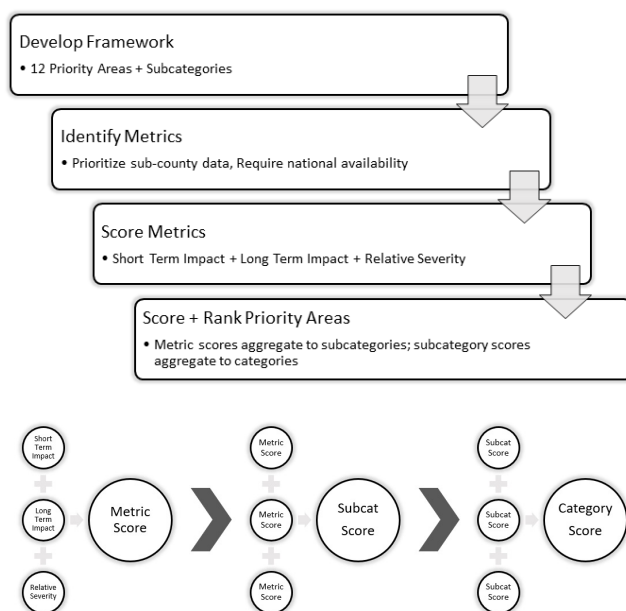 Develop Framework
• 12 Priority Areas + Subcategories
Identify Metrics
• Prioritize sub-county data, Require national availability
Score Metrics
• Short Term Impact + Long Term Impact + Relative Severity
Score + Rank Priority Areas
• Metric scores aggregate to subcategories; subcategory scores
aggregate to categories
Short
Term
Impact
Long
Term
Impact
Relative
Severity
Metric
Score
Metric
Score
Metric
Score
Metric
Score
Subcat
Score
Subcat
Score
Subcat
Score
Subcat
Score
Category
Score